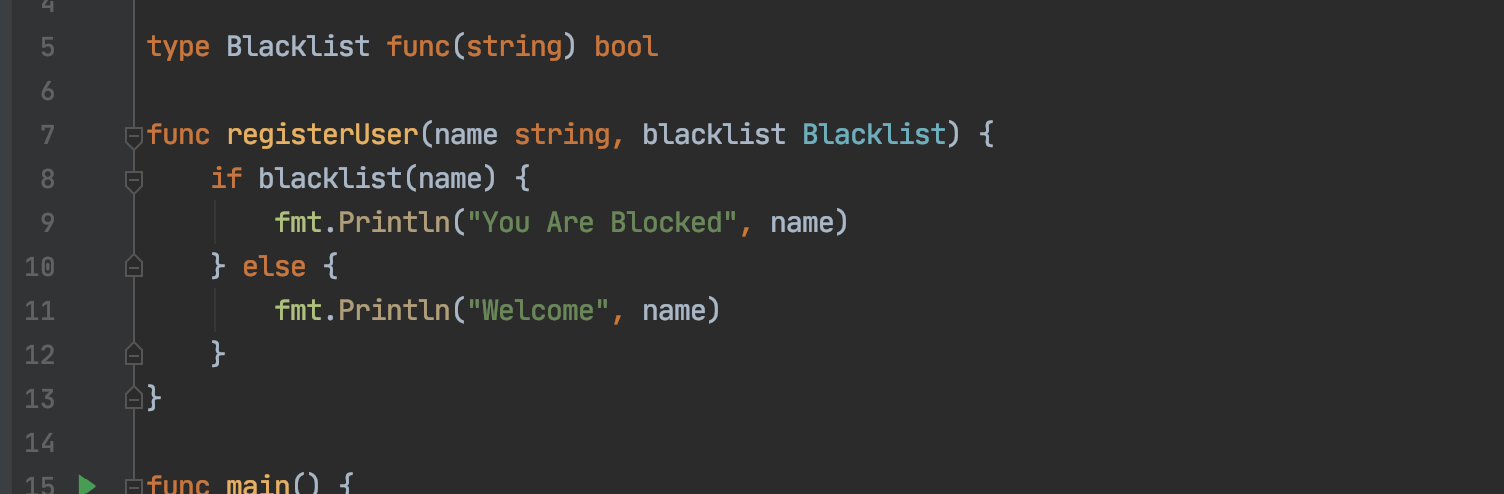 4
5 type Blacklist func(string) bool
6
7 func registerUser(name string, blacklist Blacklist) {
8     if blacklist(name) {
9         fmt.Println("You Are Blocked", name)
10     } else {
11         fmt.Println("Welcome", name)
12     }
13 }
14
15 func main() {